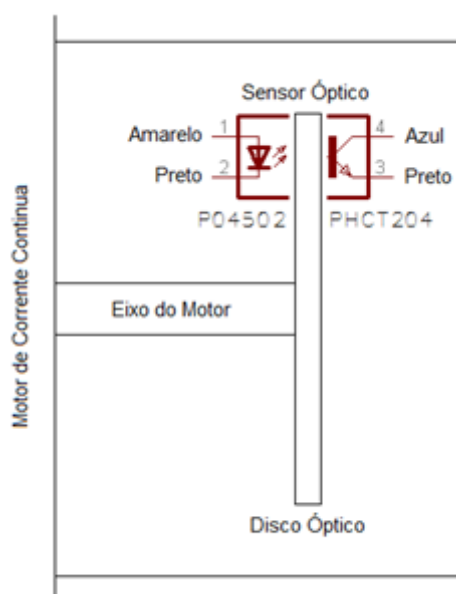 Sensor Óptico
Amarelo 1
4 Azul
Preto 2
3 Preto
P04502 PHCT204
Motor de Corrente Continua
Eixo do Motor
Disco Óptico